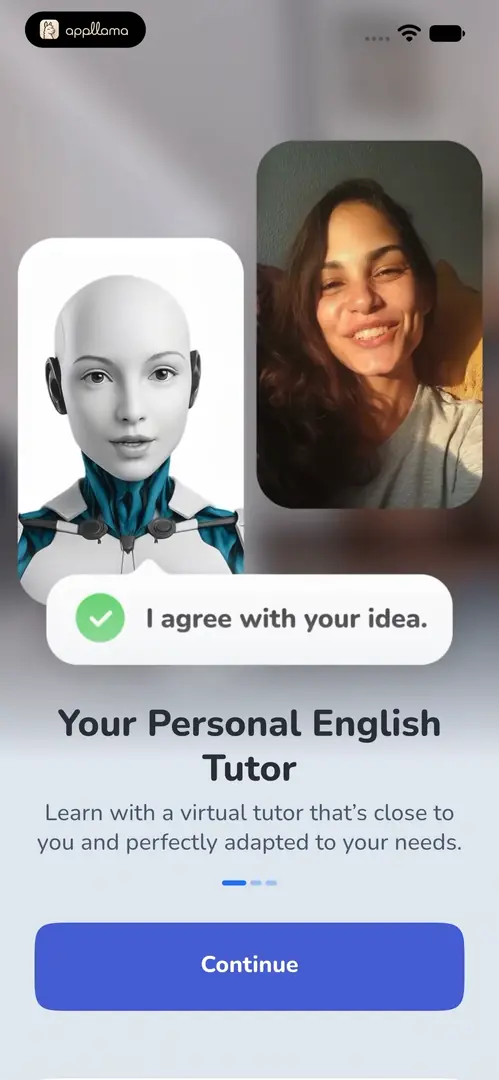 appllama
I agree with your idea.
Your Personal English
Tutor
Learn with a virtual tutor that’s close to
you and perfectly adapted to your needs.
Continue